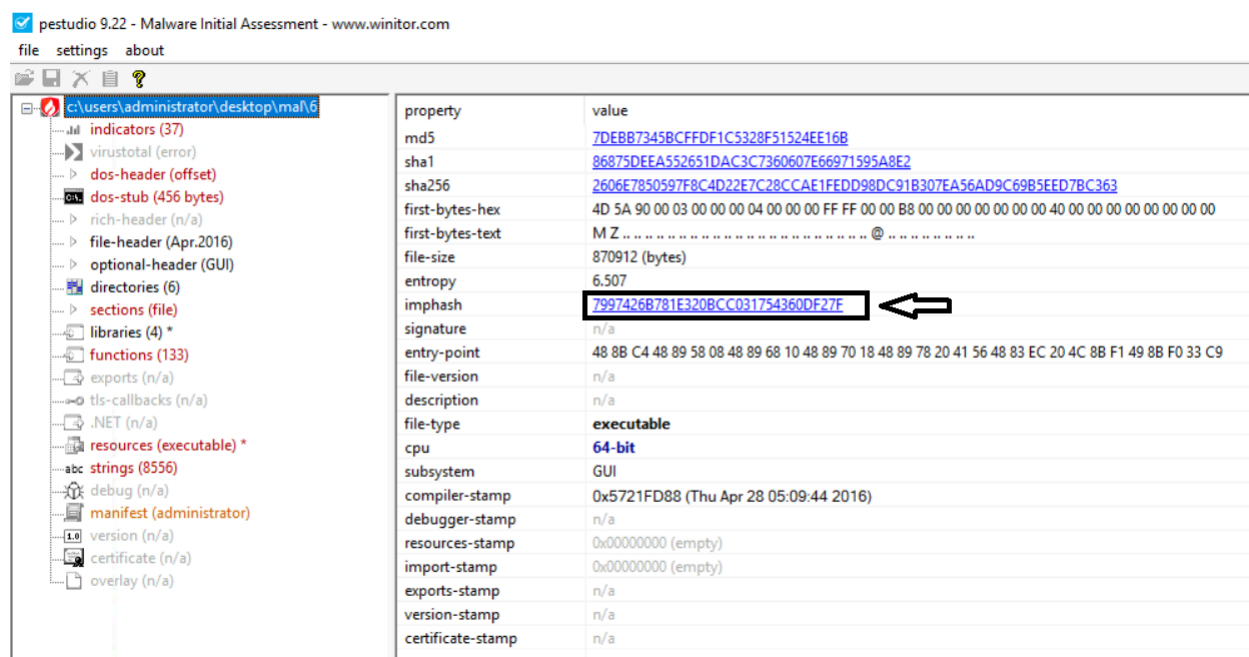 pestudio 9.22 - Malware Initial Assessment - www.winitor.com
file settings about
c:\users\administrator\desktop\mal\6
indicators (37)
virustotal (error)
dos-header (offset)
dos-stub (456 bytes)
rich-header (n/a)
file-header (Apr.2016)
optional-header (GUI)
directories (6)
sections (file)
libraries (4) *
functions (133)
exports (n/a)
tls-callbacks (n/a)
.NET (n/a)
resources (executable) *
abc strings (8556)
debug (n/a)
manifest (administrator)
1.0 version (n/a)
certificate (n/a)
overlay (n/a)
property value
md5 7DEBB7345BCFFDF1C5328F51524EE16B
sha1 86875DEEA552651DAC3C7360607E66971595A8E2
sha256 2606E7850597F8C4D22E7C28CCAE1FEDD98DC91B307EA56AD9C69B5EED7BC363
first-bytes-hex 4D 5A 90 00 03 00 00 00 04 00 00 00 FF FF 00 00 B8 00 00 00 00 00 00 00 40 00 00 00 00 00 00 00
first-bytes-text M Z .. .. .. .. .. .. .. .. .. .. .. .. .. .. .. .. .. .. .. .. .. .. @ .. .. .. .. .. .. ..
file-size 870912 (bytes)
entropy 6.507
imphash 7997426B781E320BCC031754360DF27F
signature n/a
entry-point 48 8B C4 48 89 58 08 48 89 68 10 48 89 70 18 48 89 78 20 41 56 48 83 EC 20 4C 8B F1 49 8B F0 33 C9
file-version n/a
description n/a
file-type executable
cpu 64-bit
subsystem GUI
compiler-stamp 0x5721FD88 (Thu Apr 28 05:09:44 2016)
debugger-stamp n/a
resources-stamp 0x00000000 (empty)
import-stamp 0x00000000 (empty)
exports-stamp n/a
version-stamp n/a
certificate-stamp n/a